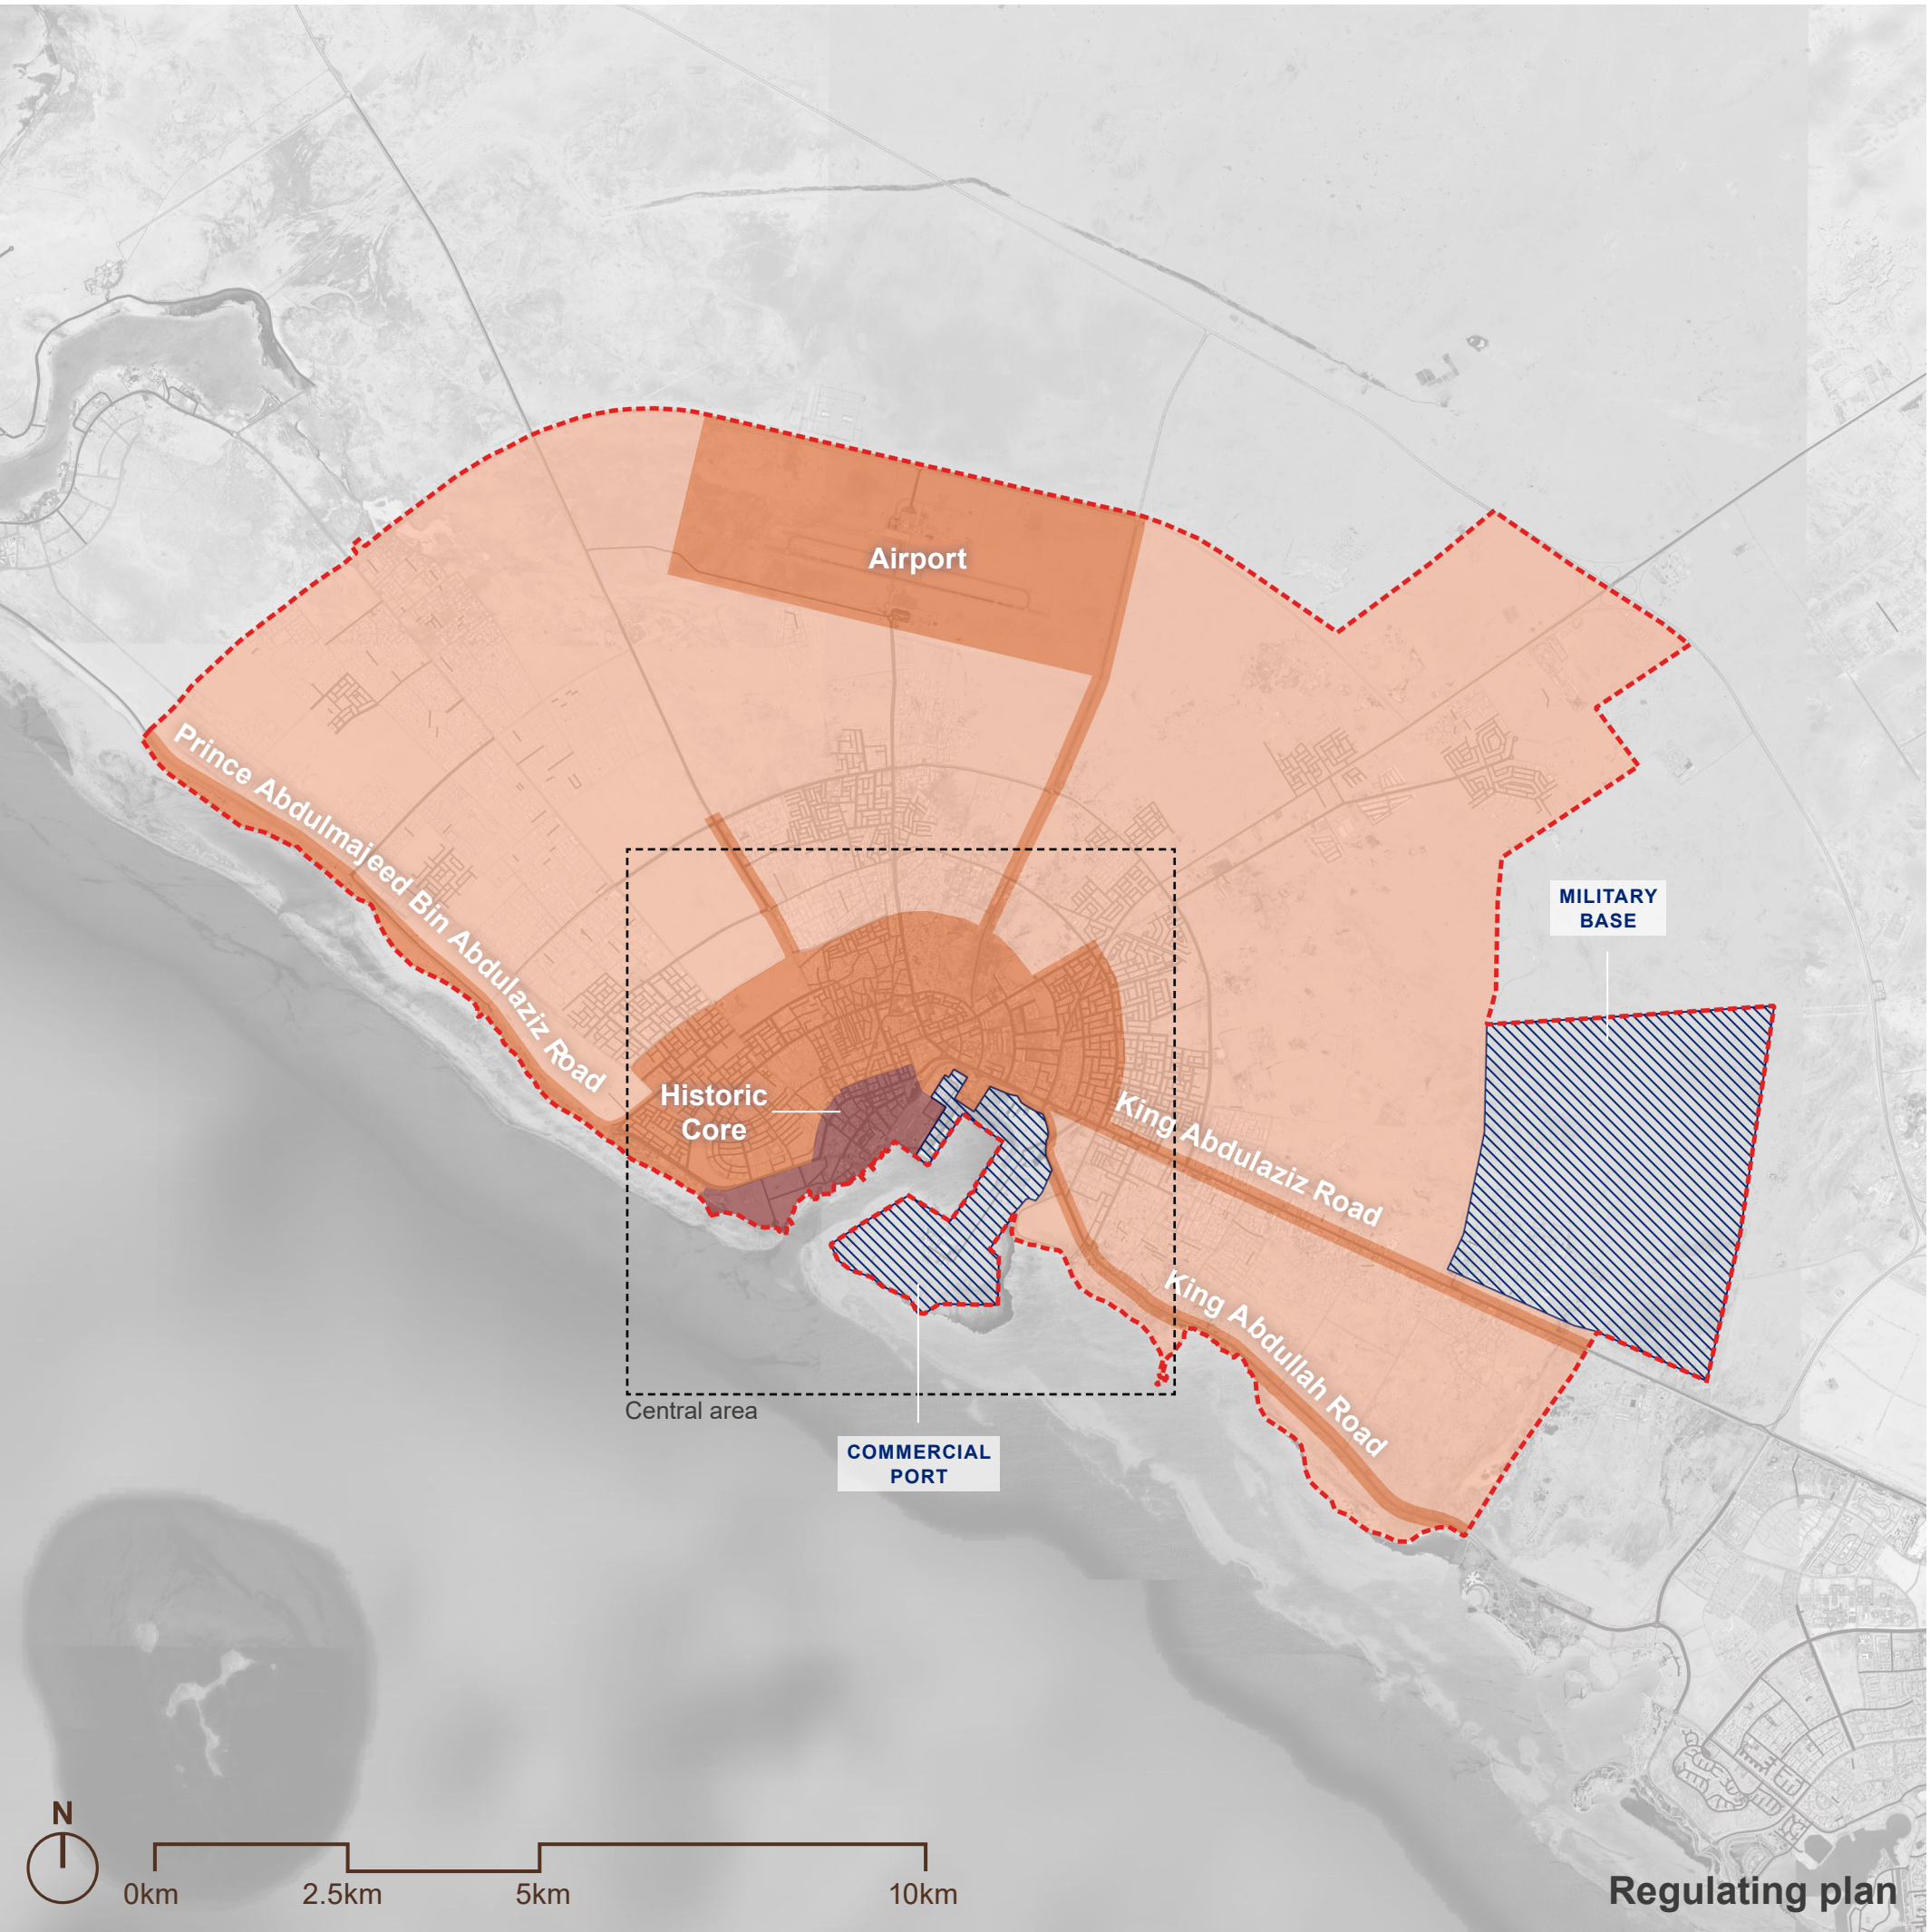 Airport
Prince Abdulmajeed Bin Abdulaziz Road
MILITARY
BASE
Historic
Core
King Abdulaziz Road
King Abdullah Road
Central area
COMMERCIAL
PORT
N
0km 2.5km 5km 10km
Regulating plan